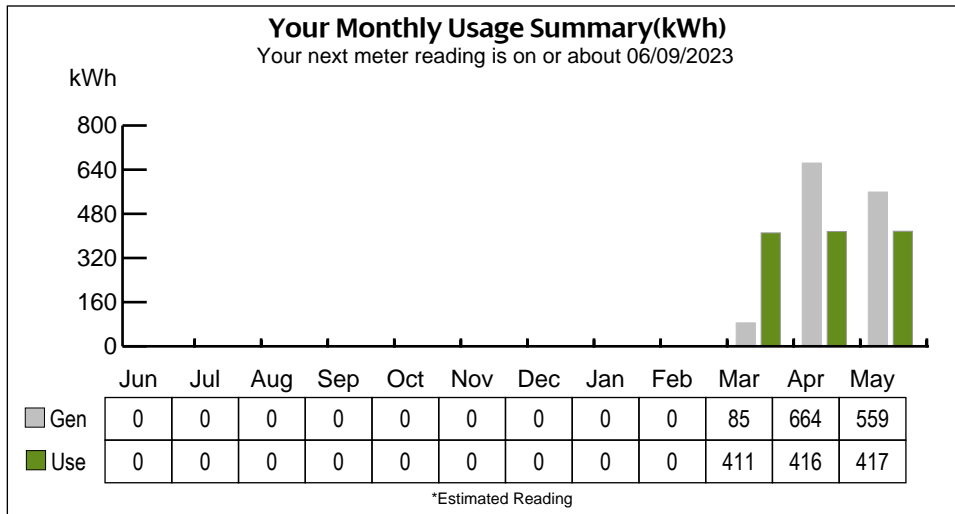 Your Monthly Usage Summary(kWh)
Your next meter reading is on or about 06/09/2023
kWh
800
640
480
320
160
0
Jun Jul Aug Sep Oct Nov Dec Jan Feb Mar Apr May
Gen 0 0 0 0 0 0 0 0 0 85 664 559
Use 0 0 0 0 0 0 0 0 0 411 416 417
*Estimated Reading